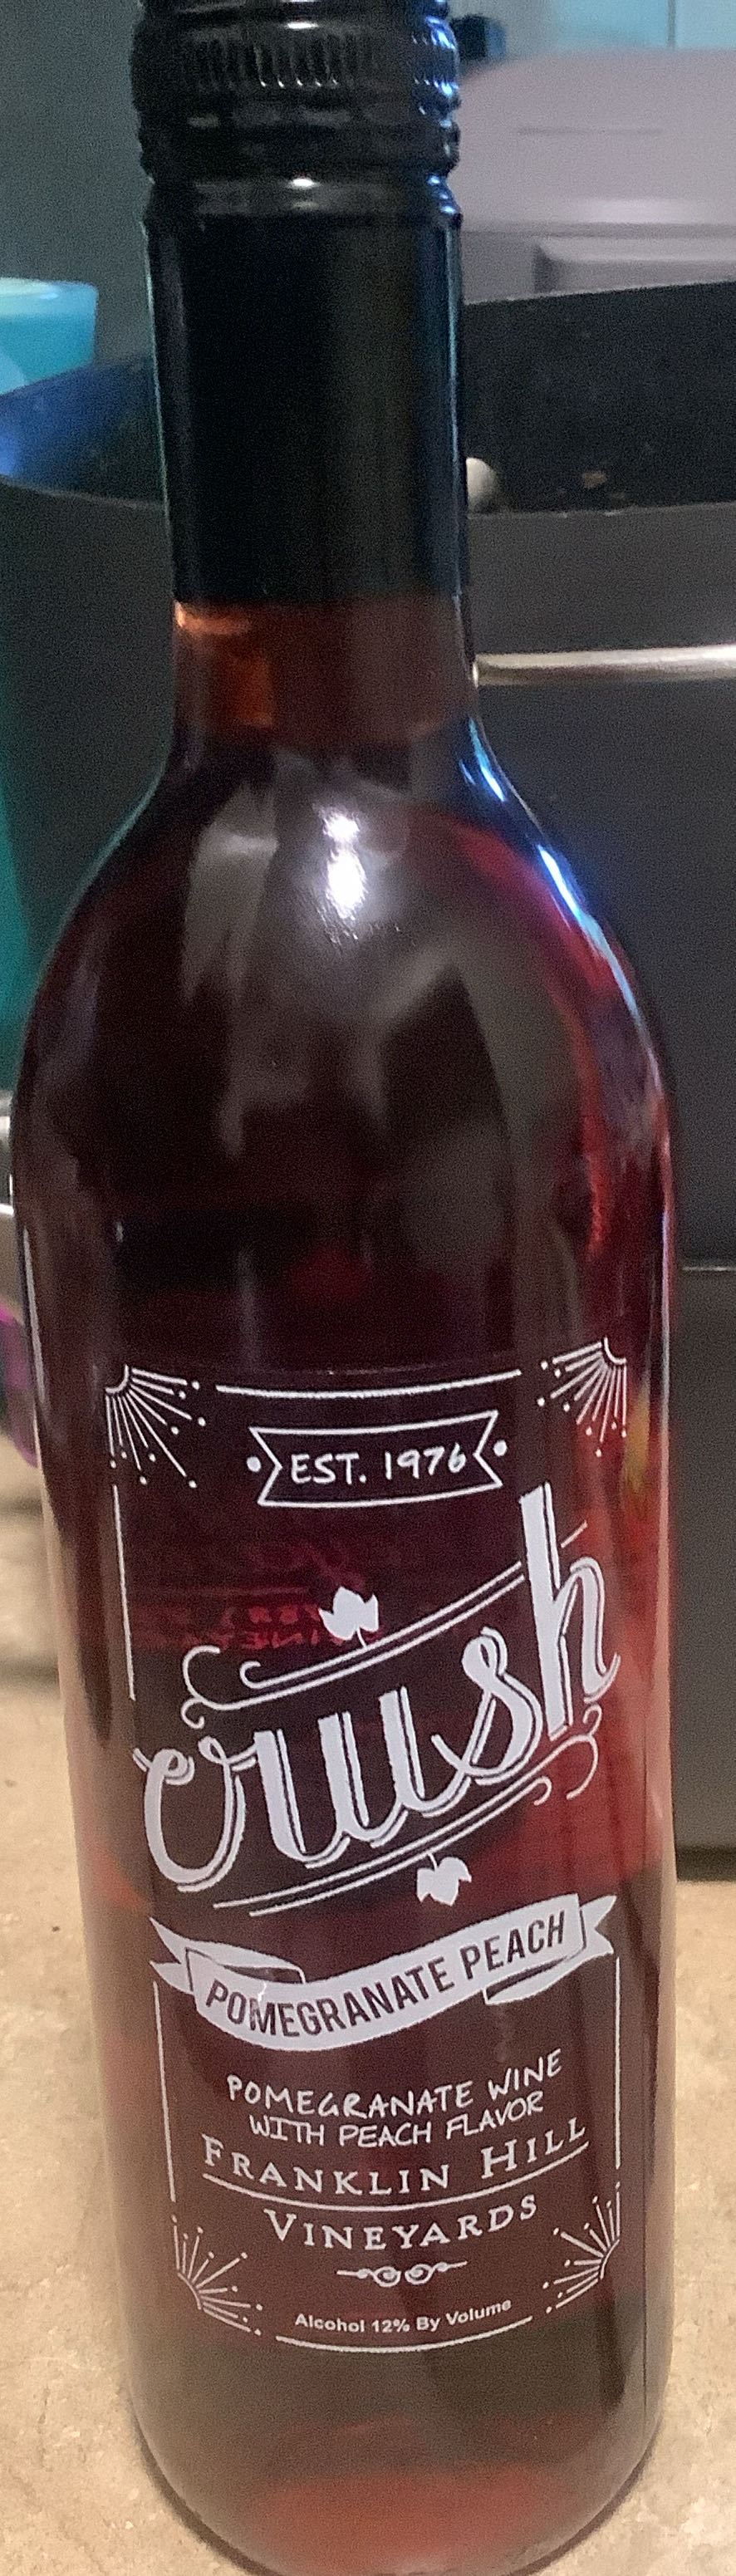 EST. 1976
crush
POMEGRANATE PEACH
POMEGRANATE WINE
WITH PEACH FLAVOR
FRANKLIN HILL
VINEYARDS
Alcohol 12% By Volume